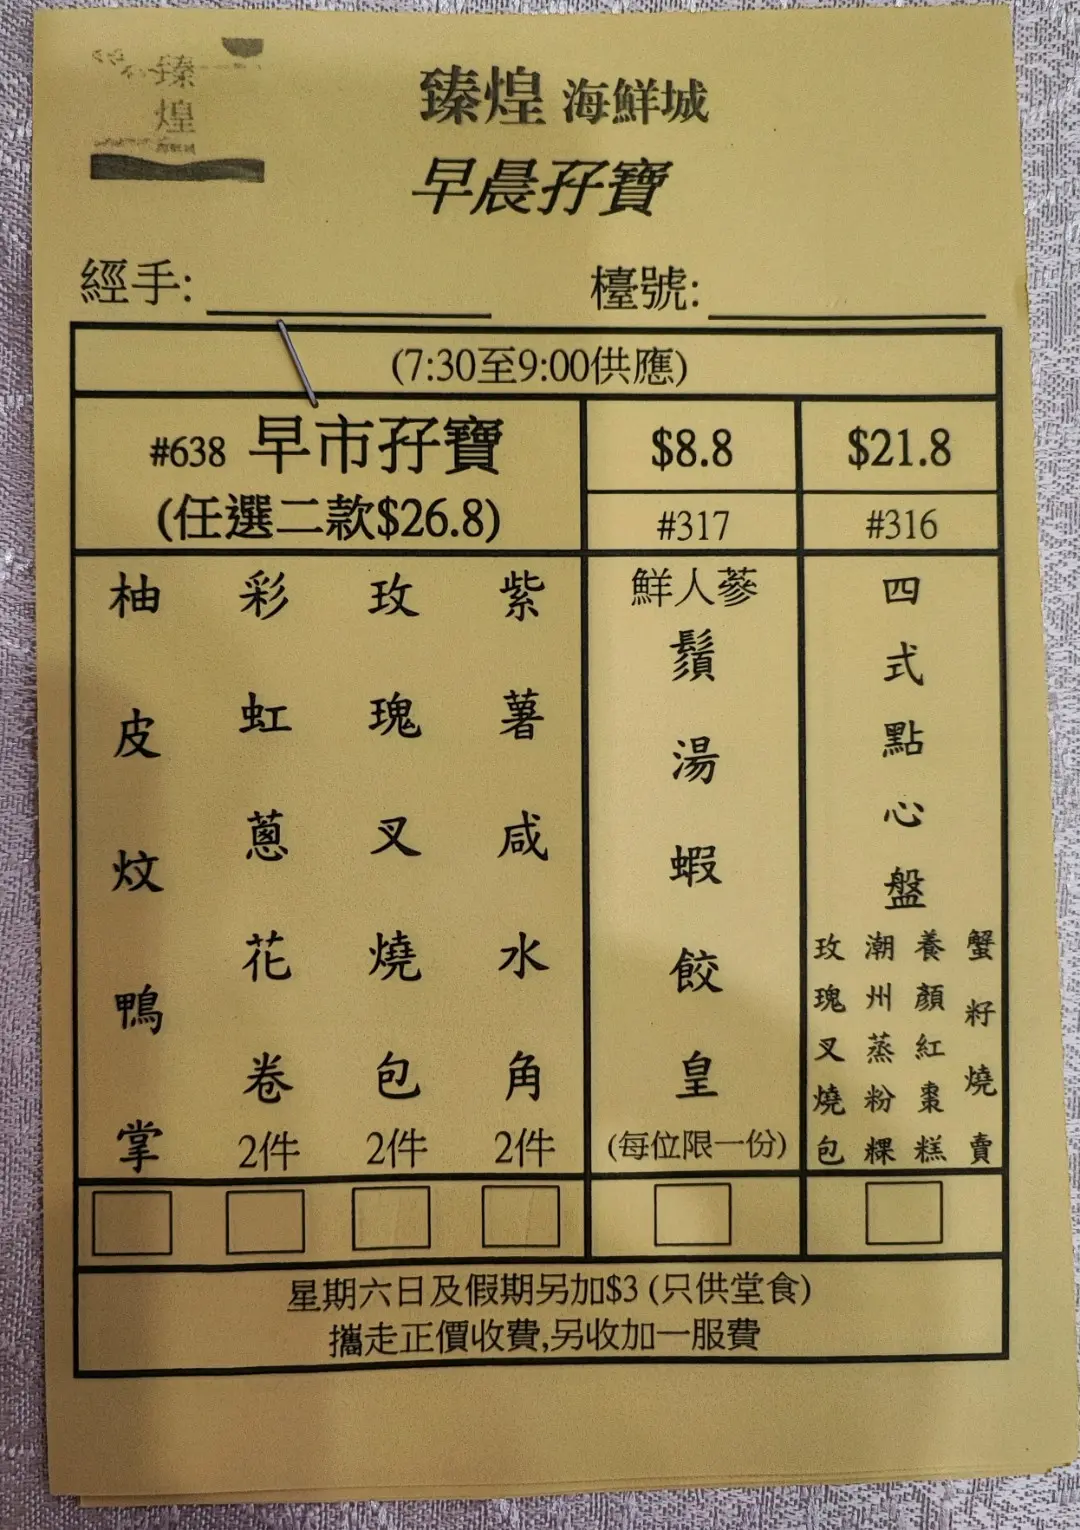 臻煌
臻煌 海鮮城
早晨孖寶
經手:
檯號:
(7:30至9:00供應)
#638 早市孖寶
(任選二款$26.8)
$8.8
#317
$21.8
#316
柚皮炆鴨掌
彩虹蔥花卷
2件
玫瑰叉燒包
2件
紫薯咸水角
2件
鮮人蔘
鬚湯蝦餃皇
(每位限一份)
四式點心盤
玫瑰叉燒包
潮州蒸粉粿
養顏紅棗糕
蟹籽燒賣
星期六日及假期另加$3 (只供堂食)
攜走正價收費,另收加一服費